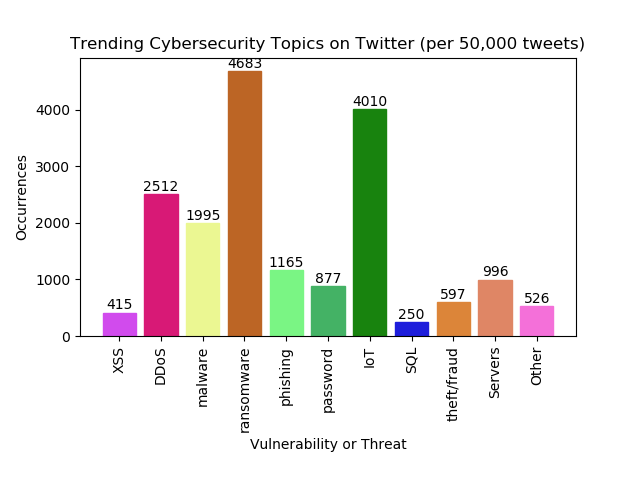 Trending Cybersecurity Topics on Twitter (per 50,000 tweets)
Occurrences
4000
3000
2000
1000
0
415
2512
1995
4683
1165
877
4010
250
597
996
526
XSS
DDoS
malware
ransomware
phishing
password
IoT
SQL
theft/fraud
Servers
Other
Vulnerability or Threat